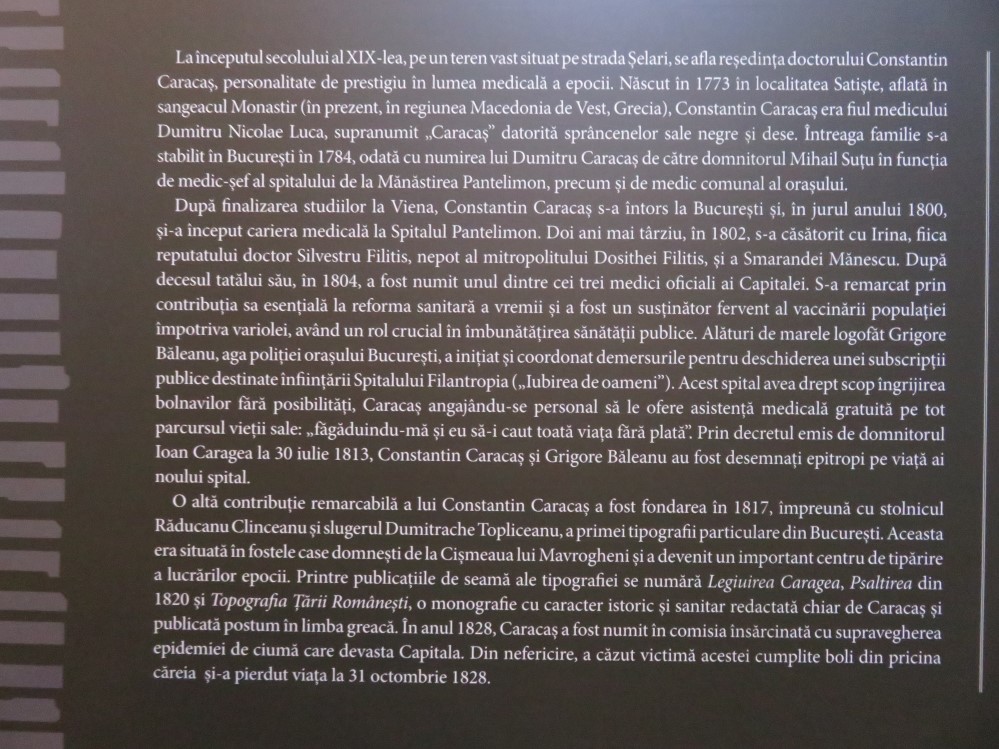 La începutul secolului al XIX-lea, pe un teren vast situat pe strada Șelari, se afla reședința doctorului Constantin
Caracaș, personalitate de prestigiu în lumea medicală a epocii. Născut în 1773 în localitatea Satiște, aflată în
sangeacul Monastir (în prezent, în regiunea Macedonia de Vest, Grecia), Constantin Caracaș era fiul medicului
Dumitru Nicolae Luca, supranumit „Caracaș” datorită sprâncenelor sale negre și dese. Întreaga familie s-a
stabilit în București în 1784, odată cu numirea lui Dumitru Caracaș de către domnitorul Mihail Suțu în funcția
de medic-șef al spitalului de la Mănăstirea Pantelimon, precum și de medic comunal al orașului.
După finalizarea studiilor la Viena, Constantin Caracaș s-a întors la București și, în jurul anului 1800,
și-a început cariera medicală la Spitalul Pantelimon. Doi ani mai târziu, în 1802, s-a căsătorit cu Irina, fiica
reputatului doctor Silvestru Filitis, nepot al mitropolitului Dosithei Filitis, și a Smarandei Mănescu. După
decesul tatălui său, în 1804, a fost numit unul dintre cei trei medici oficiali ai Capitalei. S-a remarcat prin
contribuția sa esențială la reforma sanitară a vremii și a fost un susținător fervent al vaccinării populației
împotriva variolei, având un rol crucial în îmbunătățirea sănătății publice. Alături de marele logofăt Grigore
Băleanu, aga poliției orașului București, a inițiat și coordonat demersurile pentru deschiderea unei subscripții
publice destinate înființării Spitalului Filantropia („Iubirea de oameni”). Acest spital avea drept scop îngrijirea
bolnavilor fără posibilități, Caracaș angajându-se personal să le ofere asistență medicală gratuită pe tot
parcursul vieții sale: „făgăduindu-mă și eu să-i caut toată viața fără plată”. Prin decretul emis de domnitorul
Ioan Caragea la 30 iulie 1813, Constantin Caracaș și Grigore Băleanu au fost desemnați epitropi pe viață ai
noului spital.
O altă contribuție remarcabilă a lui Constantin Caracaș a fost fondarea în 1817, împreună cu stolnicul
Răducanu Clinceanu și slugerul Dumitrache Topliceanu, a primei tipografii particulare din București. Aceasta
era situată în fostele case domnești de la Cișmeaua lui Mavrogheni și a devenit un important centru de tipărire
a lucrărilor epocii. Printre publicațiile de seamă ale tipografiei se numără Legiuirea Caragea, Psaltirea din
1820 și Topografia Țării Românești, o monografie cu caracter istoric și sanitar redactată chiar de Caracaș și
publicată postum în limba greacă. În anul 1828, Caracaș a fost numit în comisia însărcinată cu supravegherea
epidemiei de ciumă care devasta Capitala. Din nefericire, a căzut victimă acestei cumplite boli din pricina
căreia și-a pierdut viața la 31 octombrie 1828.